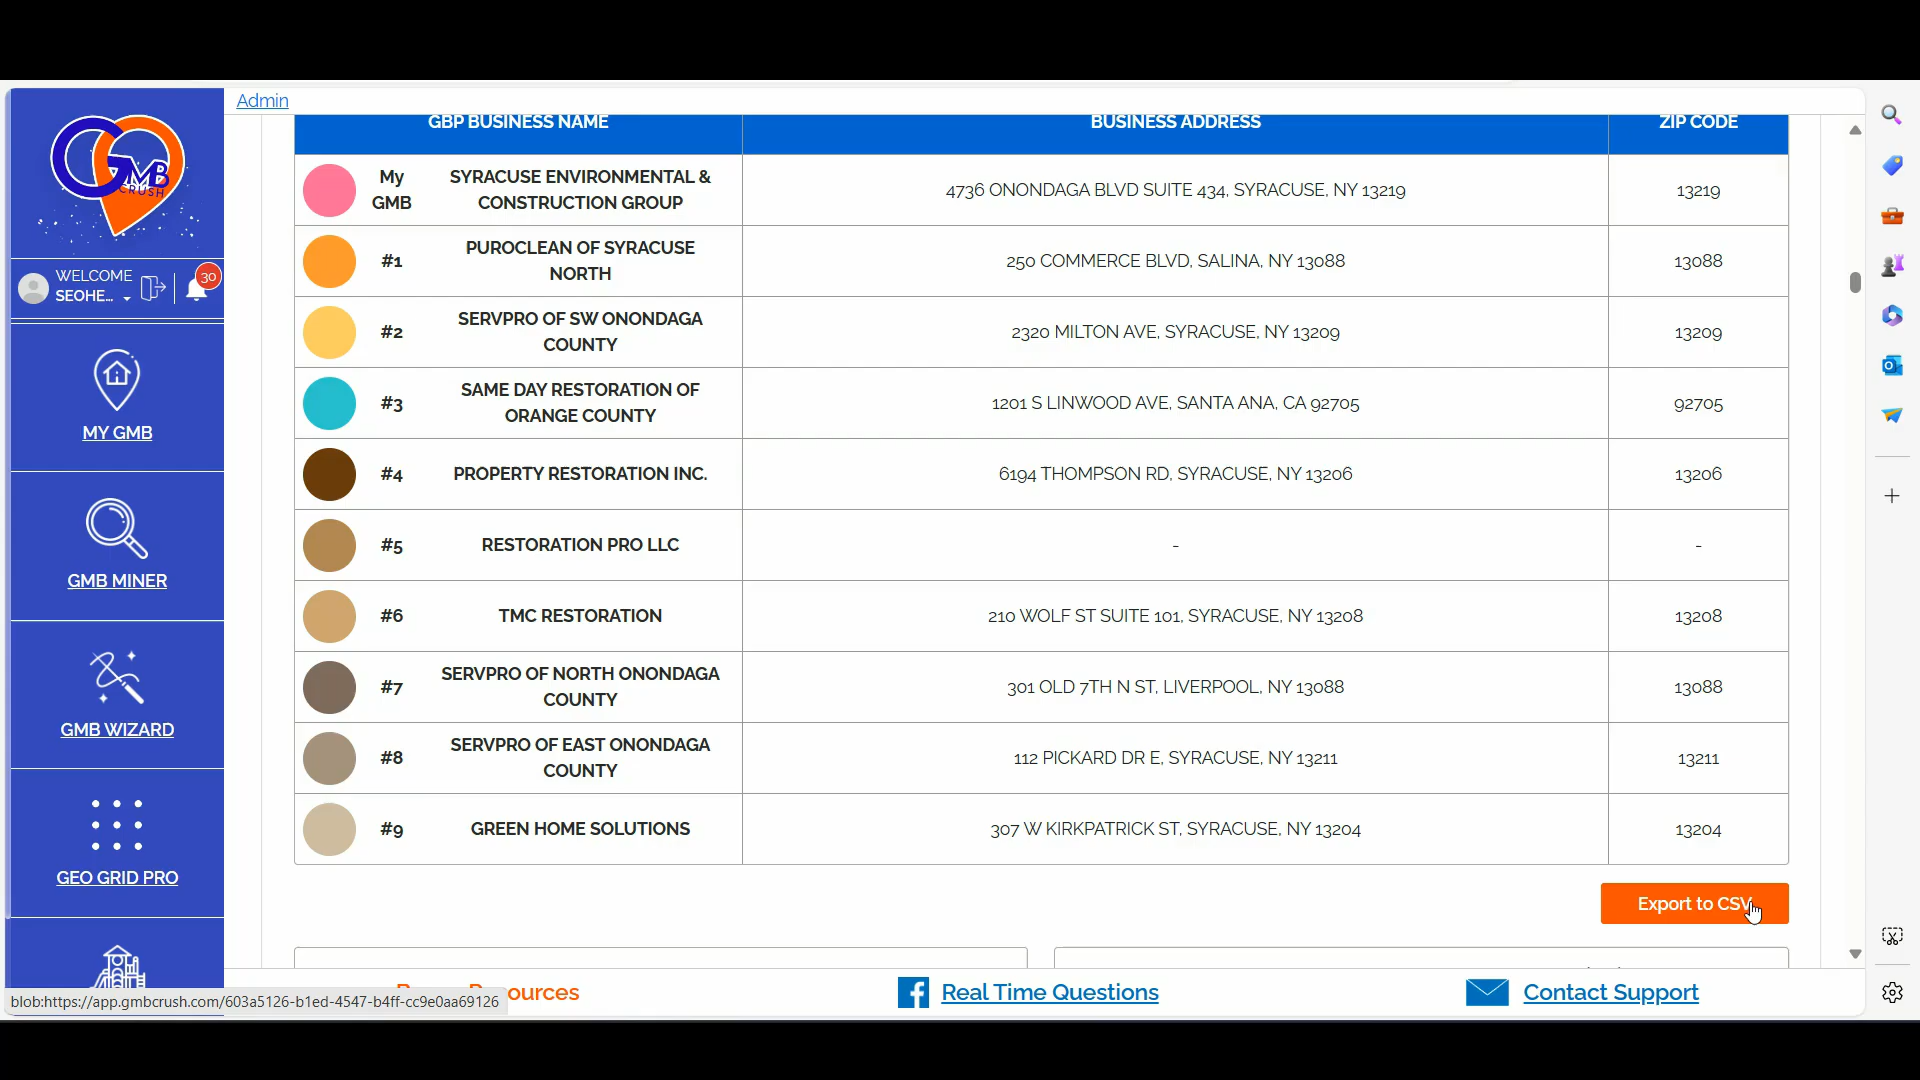 Admin
GMB
CRUSH
WELCOME
SEOHE...
30
MY GMB
GMB MINER
GMB WIZARD
GEO GRID PRO
GBP BUSINESS NAME BUSINESS ADDRESS ZIP CODE
My GMB SYRACUSE ENVIRONMENTAL & CONSTRUCTION GROUP 4736 ONONDAGA BLVD SUITE 434, SYRACUSE, NY 13219 13219
#1 PUROCLEAN OF SYRACUSE NORTH 250 COMMERCE BLVD, SALINA, NY 13088 13088
#2 SERVPRO OF SW ONONDAGA COUNTY 2320 MILTON AVE, SYRACUSE, NY 13209 13209
#3 SAME DAY RESTORATION OF ORANGE COUNTY 1201 S LINWOOD AVE, SANTA ANA, CA 92705 92705
#4 PROPERTY RESTORATION INC. 6194 THOMPSON RD, SYRACUSE, NY 13206 13206
#5 RESTORATION PRO LLC - -
#6 TMC RESTORATION 210 WOLF ST SUITE 101, SYRACUSE, NY 13208 13208
#7 SERVPRO OF NORTH ONONDAGA COUNTY 301 OLD 7TH N ST, LIVERPOOL, NY 13088 13088
#8 SERVPRO OF EAST ONONDAGA COUNTY 112 PICKARD DR E, SYRACUSE, NY 13211 13211
#9 GREEN HOME SOLUTIONS 307 W KIRKPATRICK ST, SYRACUSE, NY 13204 13204
Export to CSV
ources
Real Time Questions
Contact Support
blob:https://app.gmbcrush.com/603a5126-b1ed-4547-b4ff-cc9e0aa69126